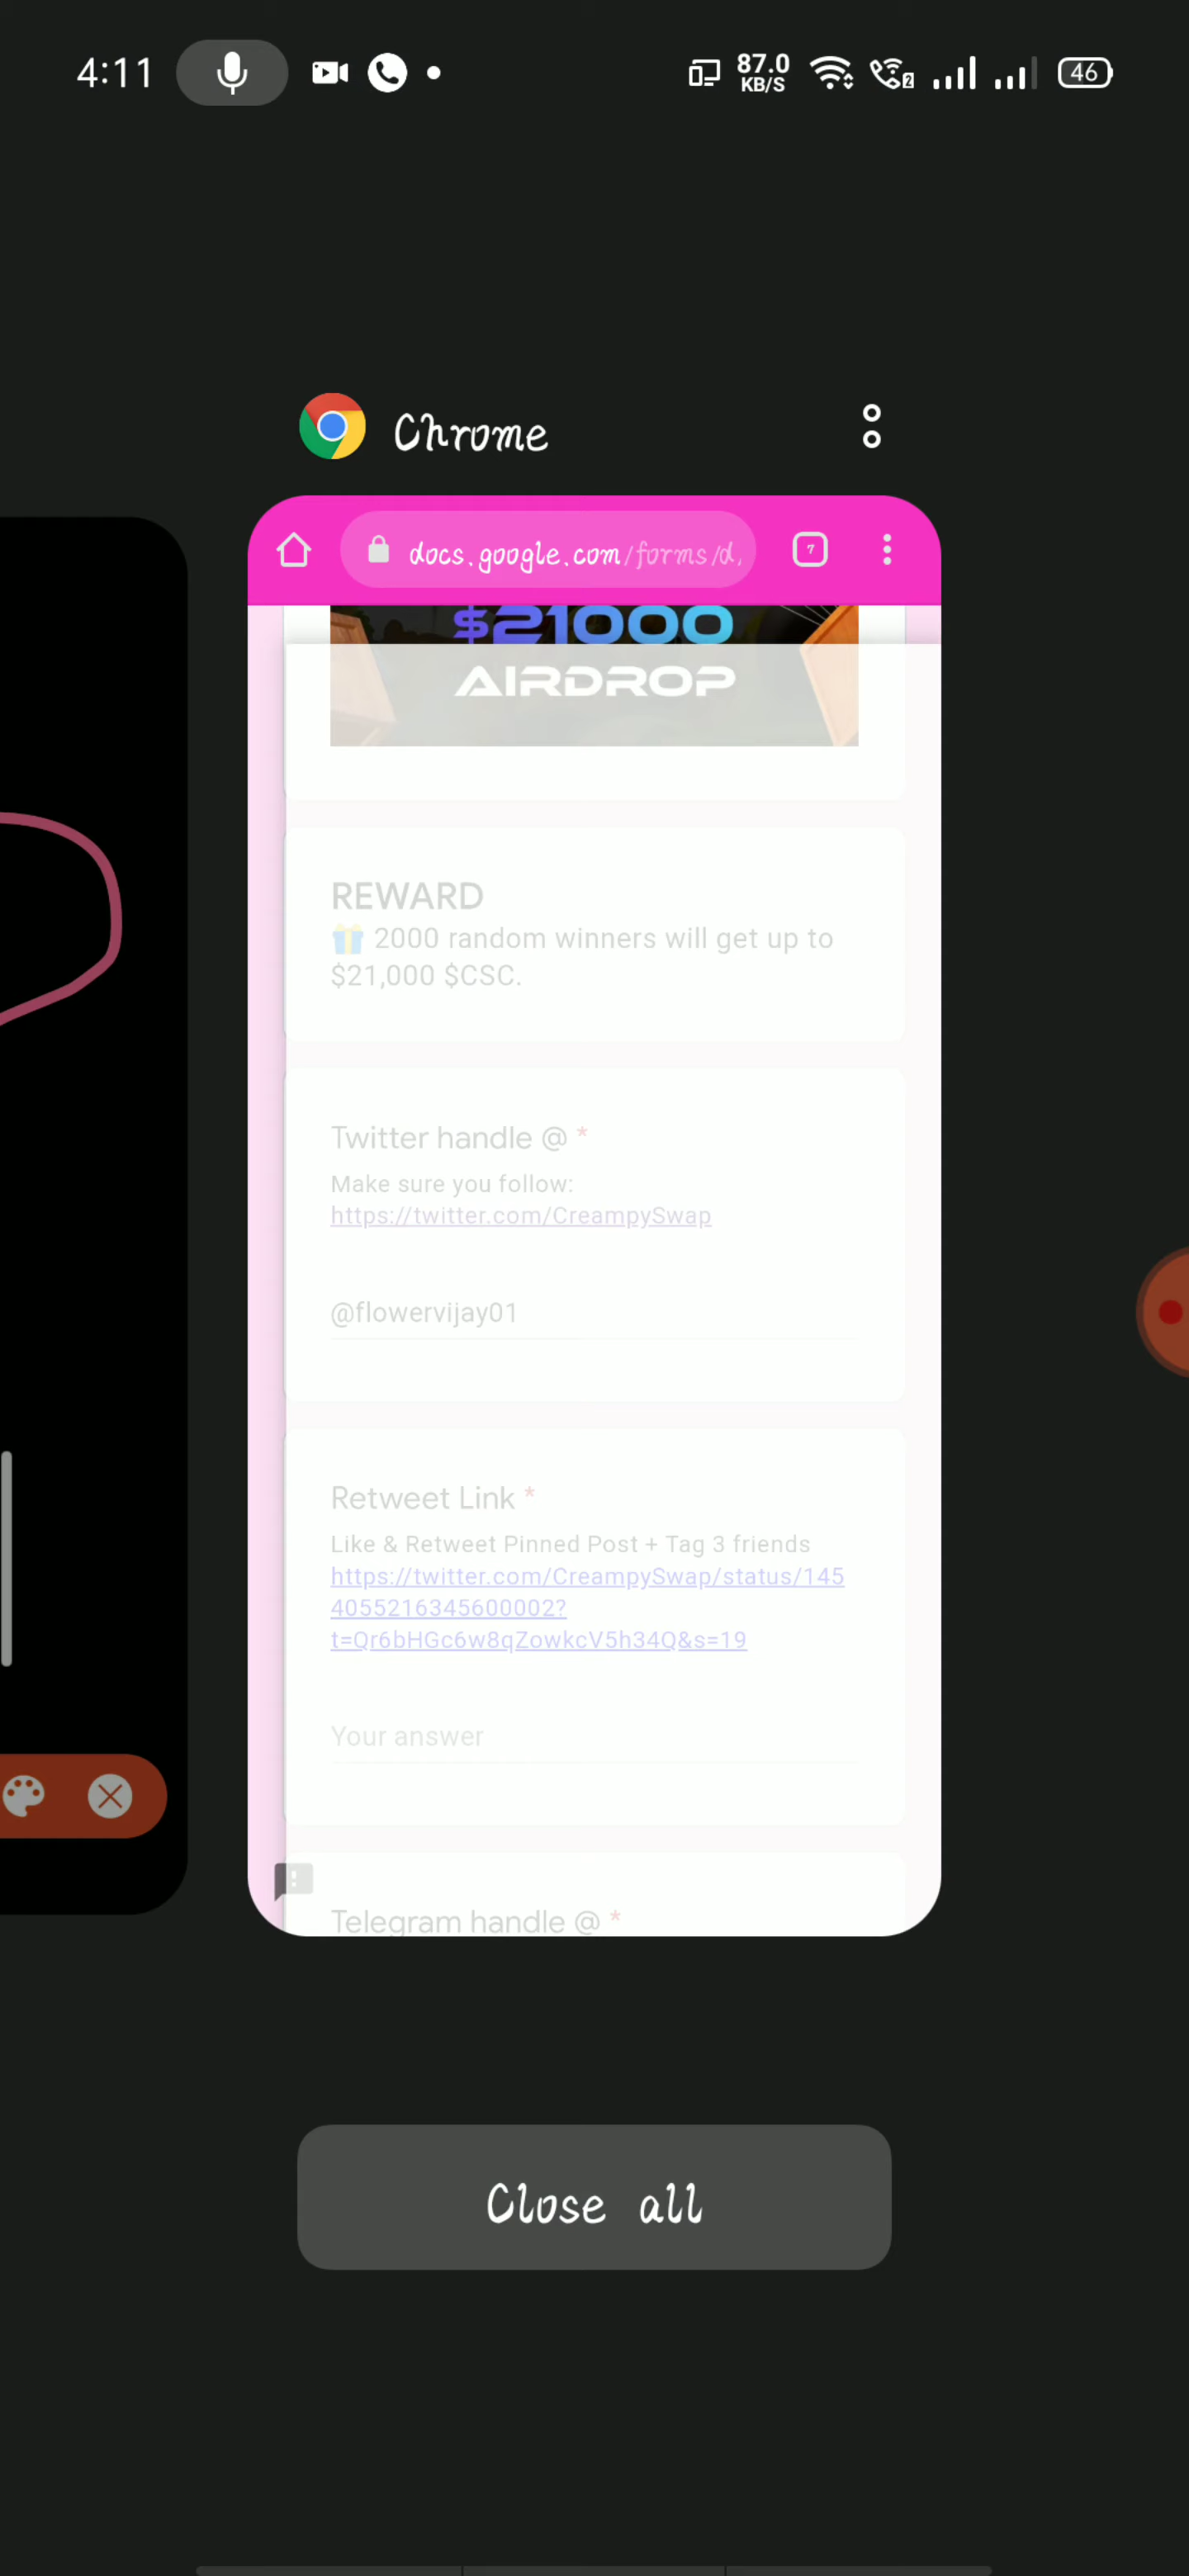 4:11
87.0
KB/S
2
46
Chrome
docs.google.com/forms/d,
7
$21000
AIRDROP
REWARD
🎁 2000 random winners will get up to
$21,000 $CSC.
Twitter handle @ *
Make sure you follow:
https://twitter.com/CreampySwap
@flowervijay01
Retweet Link *
Like & Retweet Pinned Post + Tag 3 friends
https://twitter.com/CreampySwap/status/145
4055216345600002?
t=Qr6bHGc6w8qZowkcV5h34Q&s=19
Your answer
Telegram handle @ *
Close all